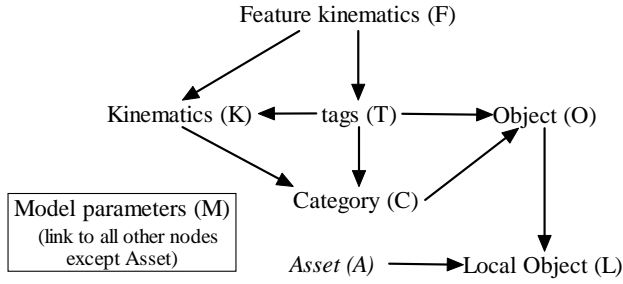 Feature kinematics (F)
Kinematics (K)
tags (T)
Object (O)
Category (C)
Model parameters (M)
(link to all other nodes
except Asset)
Asset (A)
Local Object (L)